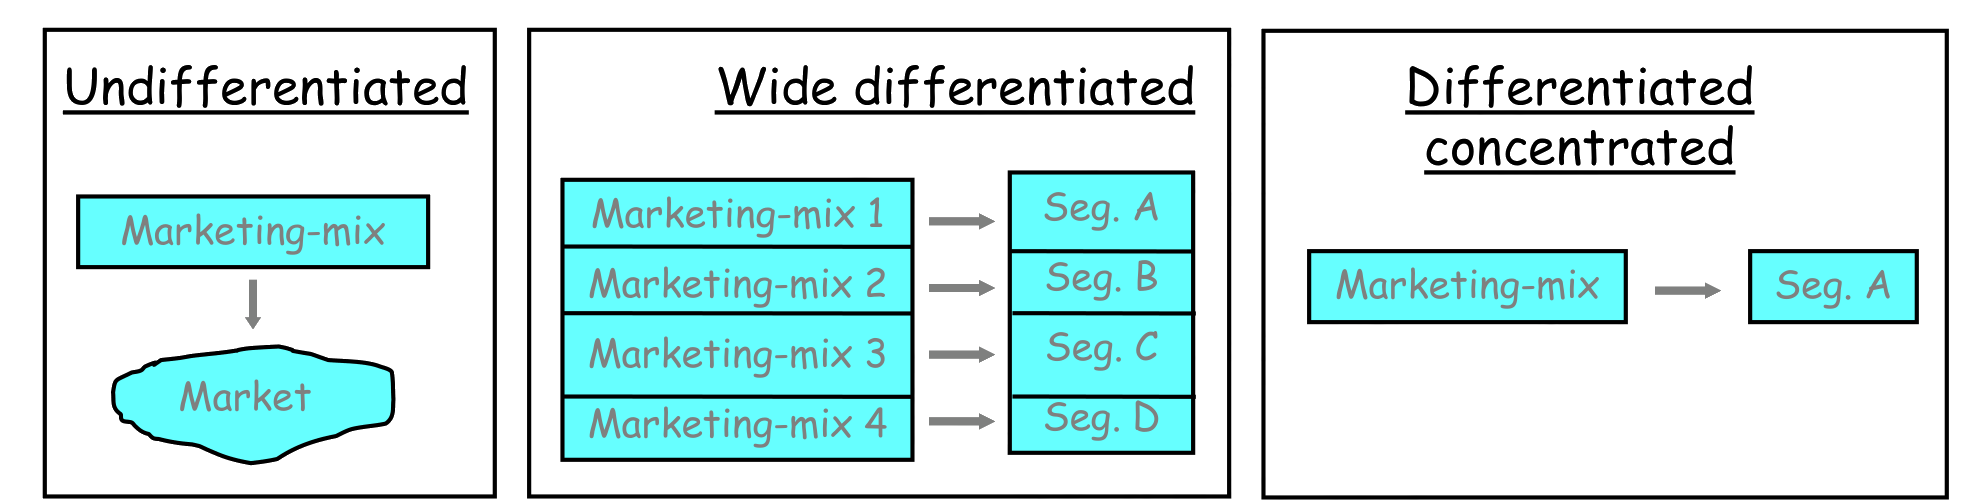 Undifferentiated
Marketing-mix
Market
Wide differentiated
Marketing-mix 1
Seg. A
Marketing-mix 2
Seg. B
Marketing-mix 3
Seg. C
Marketing-mix 4
Seg. D
Differentiated
concentrated
Marketing-mix
Seg. A